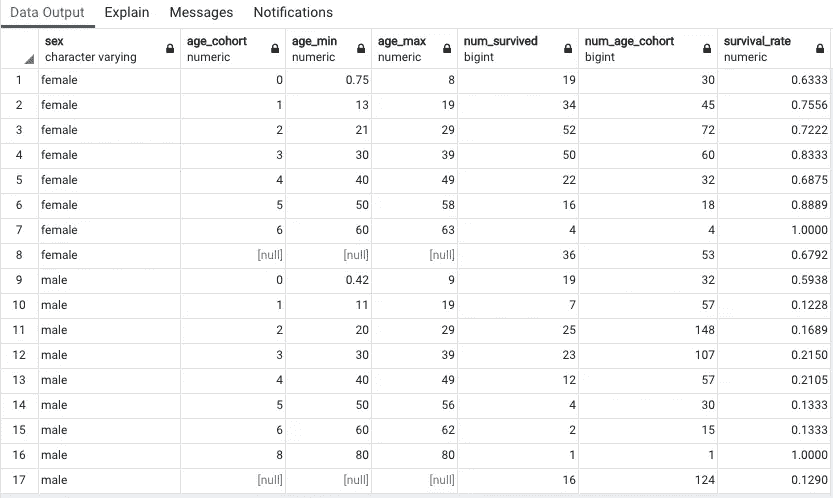 Data Output Explain Messages Notifications
sex age_cohort age_min age_max num_survived num_age_cohort survival_rate
character varying numeric numeric numeric bigint bigint numeric
1 female 0 0.75 8 19 30 0.6333
2 female 1 13 19 34 45 0.7556
3 female 2 21 29 52 72 0.7222
4 female 3 30 39 50 60 0.8333
5 female 4 40 49 22 32 0.6875
6 female 5 50 58 16 18 0.8889
7 female 6 60 63 4 4 1.0000
8 female [null] [null] [null] 36 53 0.6792
9 male 0 0.42 9 19 32 0.5938
10 male 1 11 19 7 57 0.1228
11 male 2 20 29 25 148 0.1689
12 male 3 30 39 23 107 0.2150
13 male 4 40 49 12 57 0.2105
14 male 5 50 56 4 30 0.1333
15 male 6 60 62 2 15 0.1333
16 male 8 80 80 1 1 1.0000
17 male [null] [null] [null] 16 124 0.1290